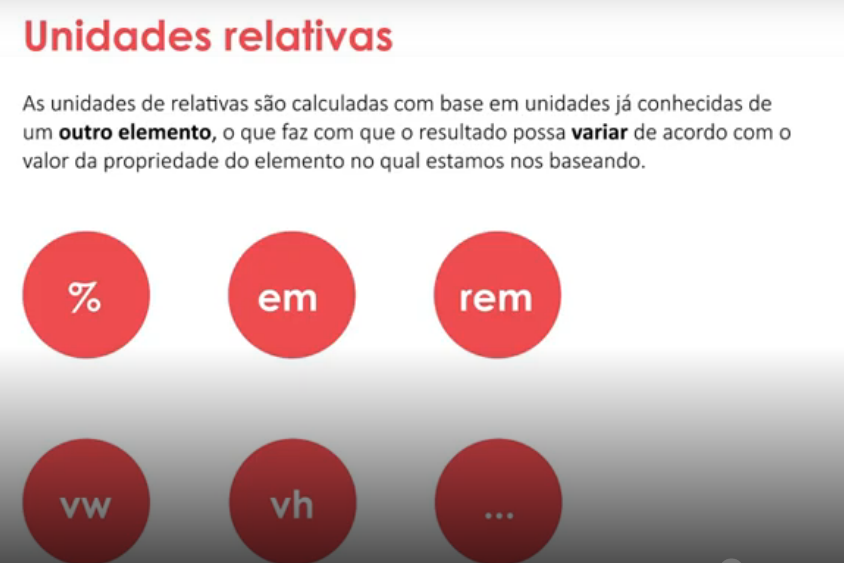 Unidades relativas
As unidades de relativas são calculadas com base em unidades já conhecidas de
um outro elemento, o que faz com que o resultado possa variar de acordo com o
valor da propriedade do elemento no qual estamos nos baseando.
% em rem
vw vh ...